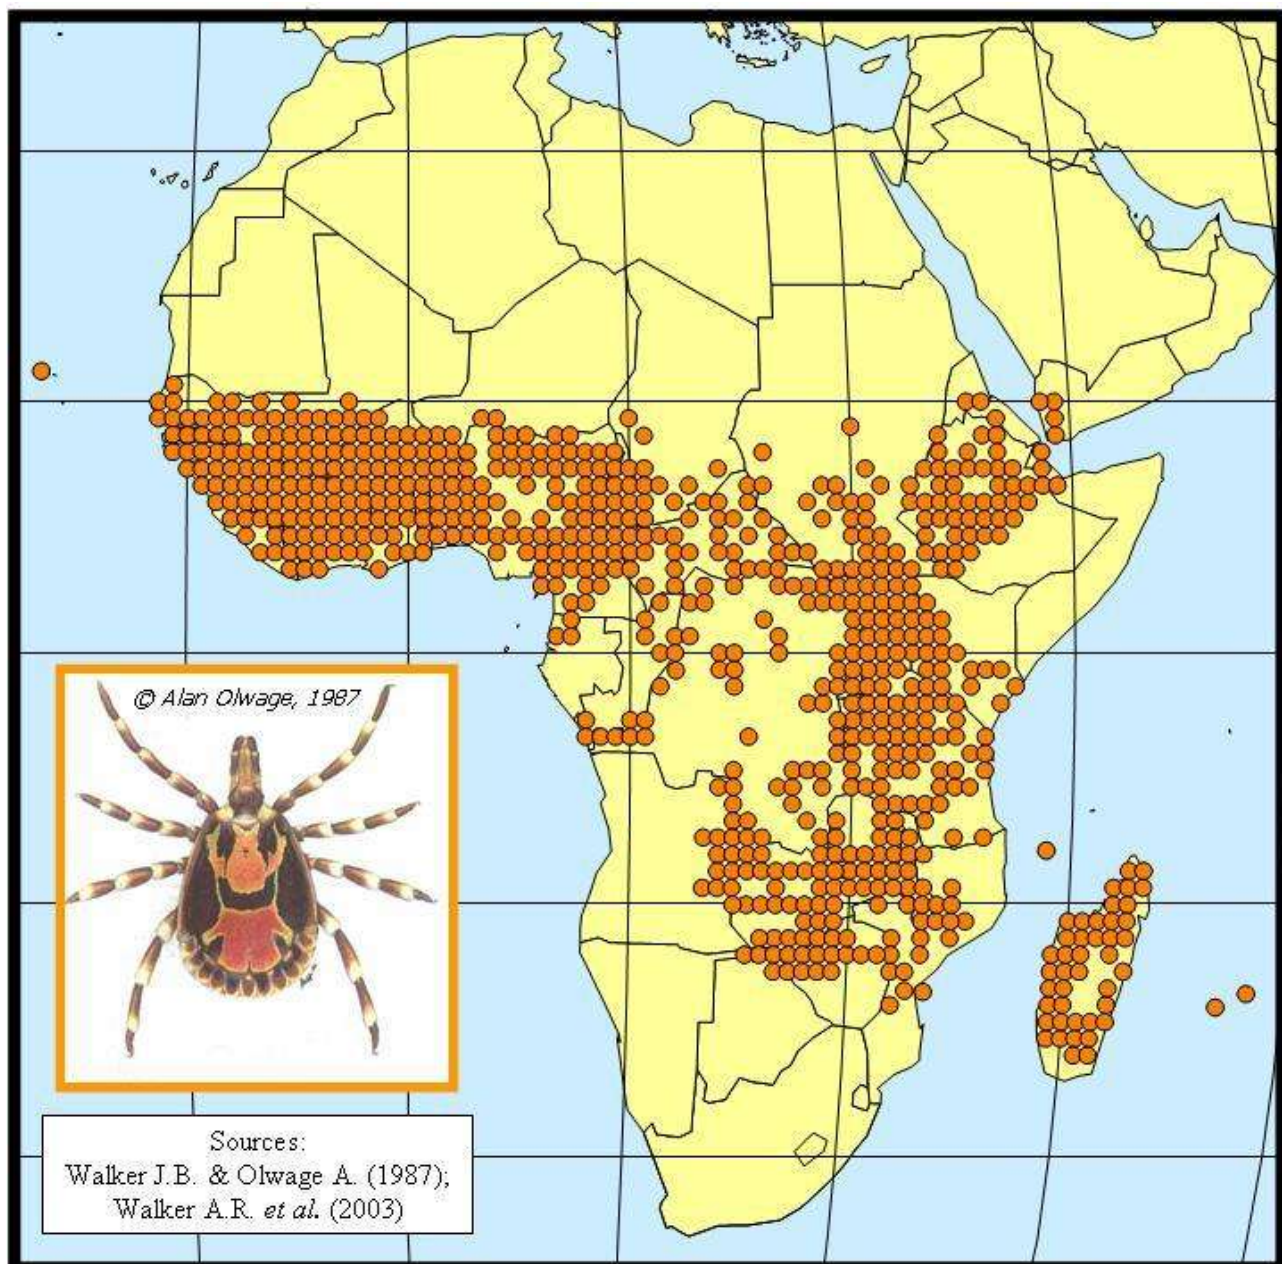 © Alan Olwage, 1987
Sources:
Walker J.B. & Olwage A. (1987);
Walker A.R. et al. (2003)